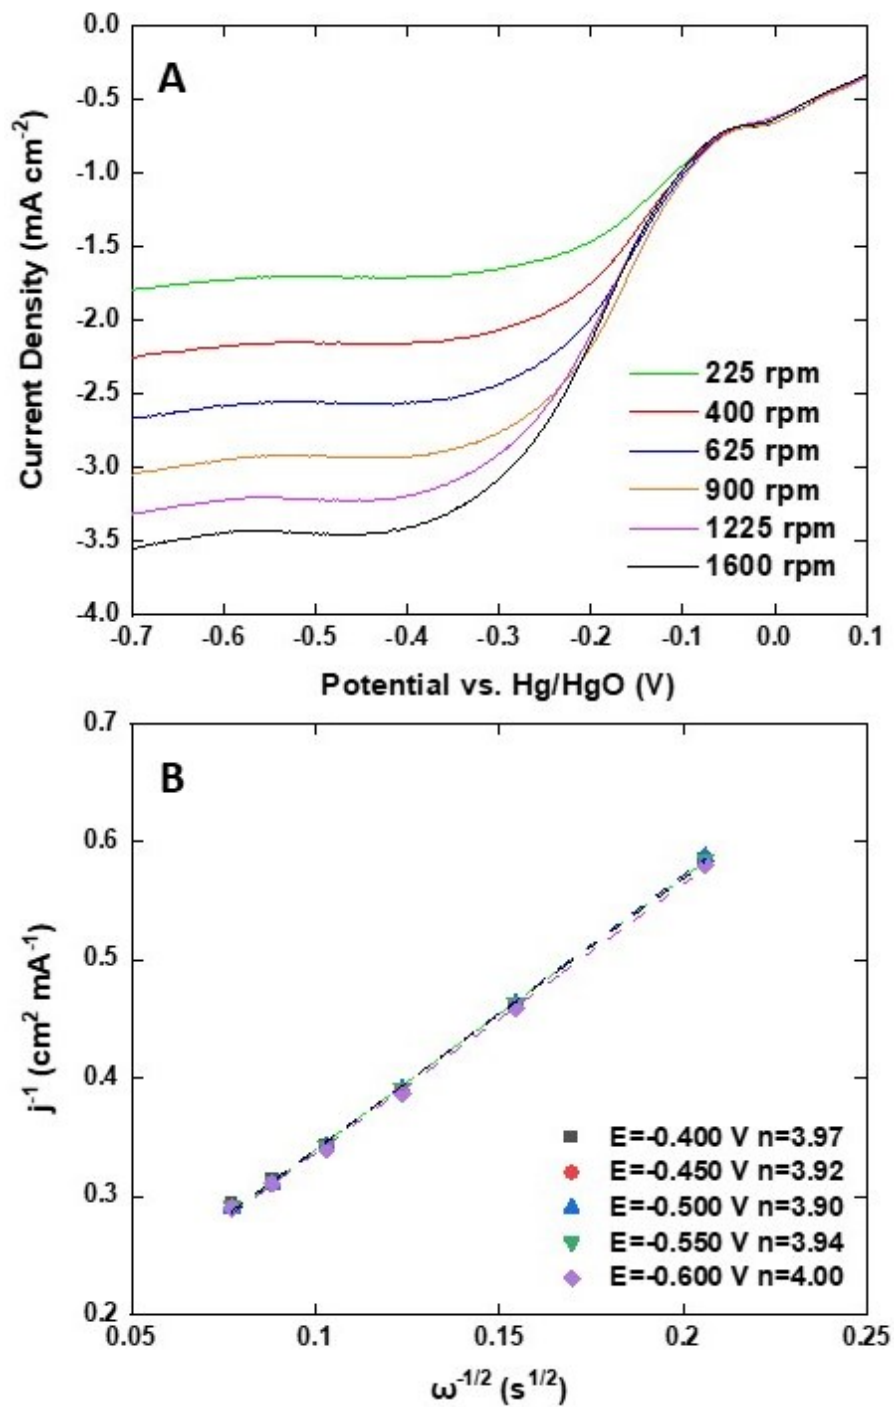 A
0.0
-0.5
-1.0
-1.5
-2.0
-2.5
-3.0
-3.5
-4.0
Current Density (mA cm⁻²)
225 rpm
400 rpm
625 rpm
900 rpm
1225 rpm
1600 rpm
-0.7 -0.6 -0.5 -0.4 -0.3 -0.2 -0.1 0.0 0.1
Potential vs. Hg/HgO (V)
B
0.7
0.6
0.5
0.4
0.3
0.2
j⁻¹ (cm² mA⁻¹)
E=-0.400 V n=3.97
E=-0.450 V n=3.92
E=-0.500 V n=3.90
E=-0.550 V n=3.94
E=-0.600 V n=4.00
0.05 0.1 0.15 0.2 0.25
ω⁻¹/² (s¹/²)